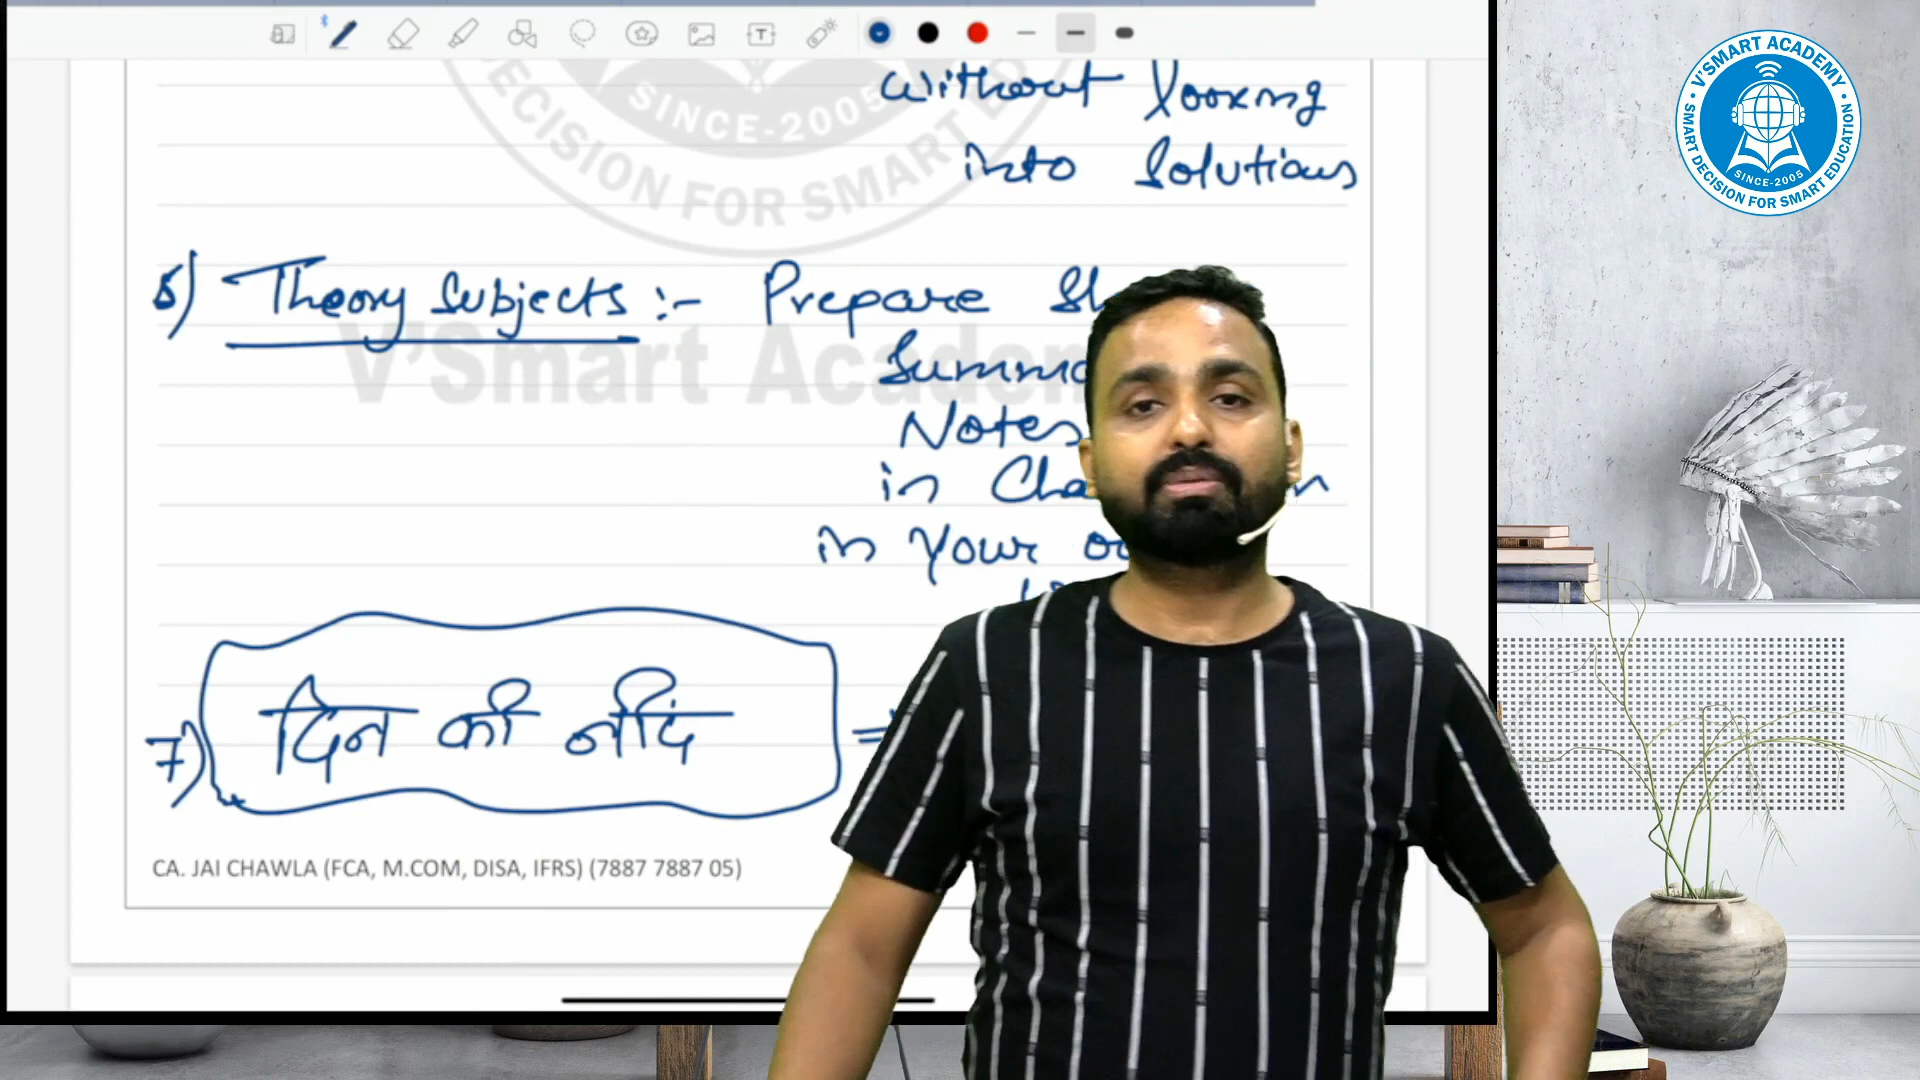 without looking
into Solutions
6) Theory Subjects :- Prepare
Notes
in
in Your
7) दिन की नींद =
CA. JAI CHAWLA (FCA, M.COM, DISA, IFRS) (7887 7887 05)
DECISION FOR SMART ED
SINCE-2005
V'Smart Academ
V'SMART ACADEMY
SINCE-2005
SMART DECISION FOR SMART EDUCATION